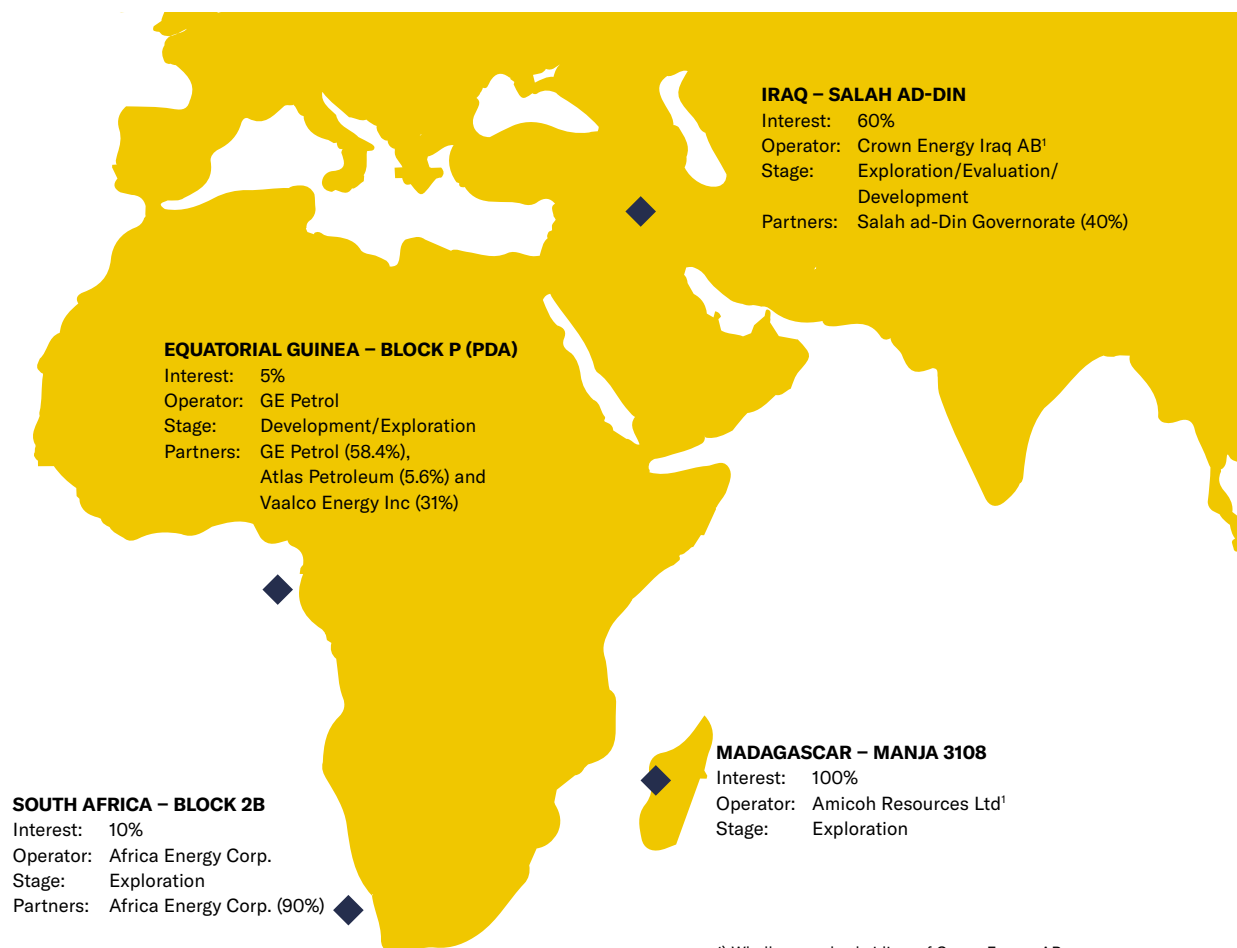 IRAQ – SALAH AD-DIN
Interest: 60%
Operator: Crown Energy Iraq AB¹
Stage: Exploration/Evaluation/
Development
Partners: Salah ad-Din Governorate (40%)
EQUATORIAL GUINEA – BLOCK P (PDA)
Interest: 5%
Operator: GE Petrol
Stage: Development/Exploration
Partners: GE Petrol (58.4%),
Atlas Petroleum (5.6%) and
Vaalco Energy Inc (31%)
MADAGASCAR – MANJA 3108
Interest: 100%
Operator: Amicoh Resources Ltd¹
Stage: Exploration
SOUTH AFRICA – BLOCK 2B
Interest: 10%
Operator: Africa Energy Corp.
Stage: Exploration
Partners: Africa Energy Corp. (90%)